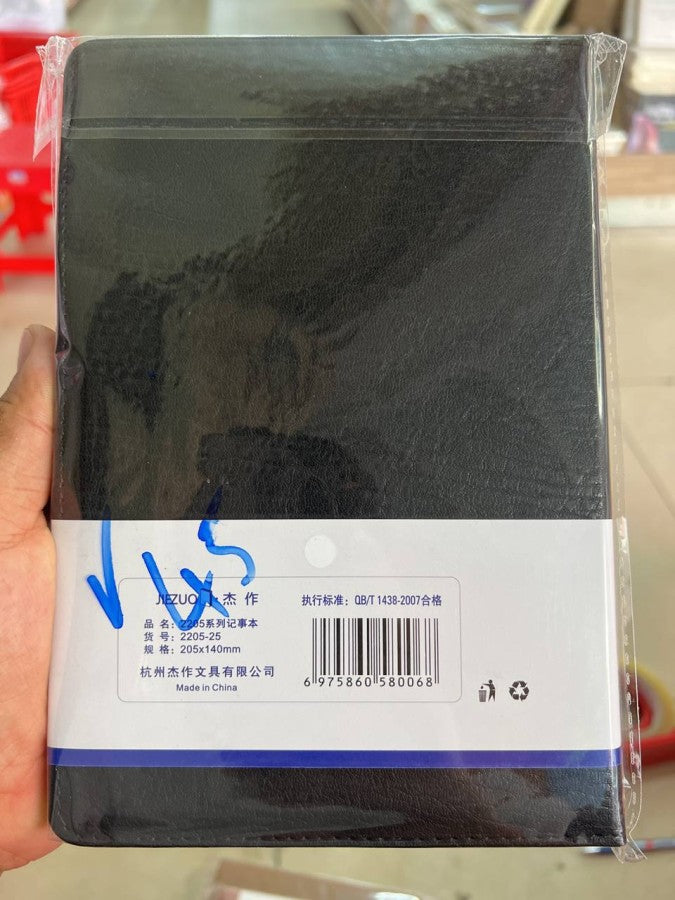 V45
JIEZUO 杰作
执行标准：QB/T 1438-2007合格
品 名：2205系列记事本
货 号：2205-25
规 格：205x140mm
杭州杰作文具有限公司
Made in China
6 975860 580068